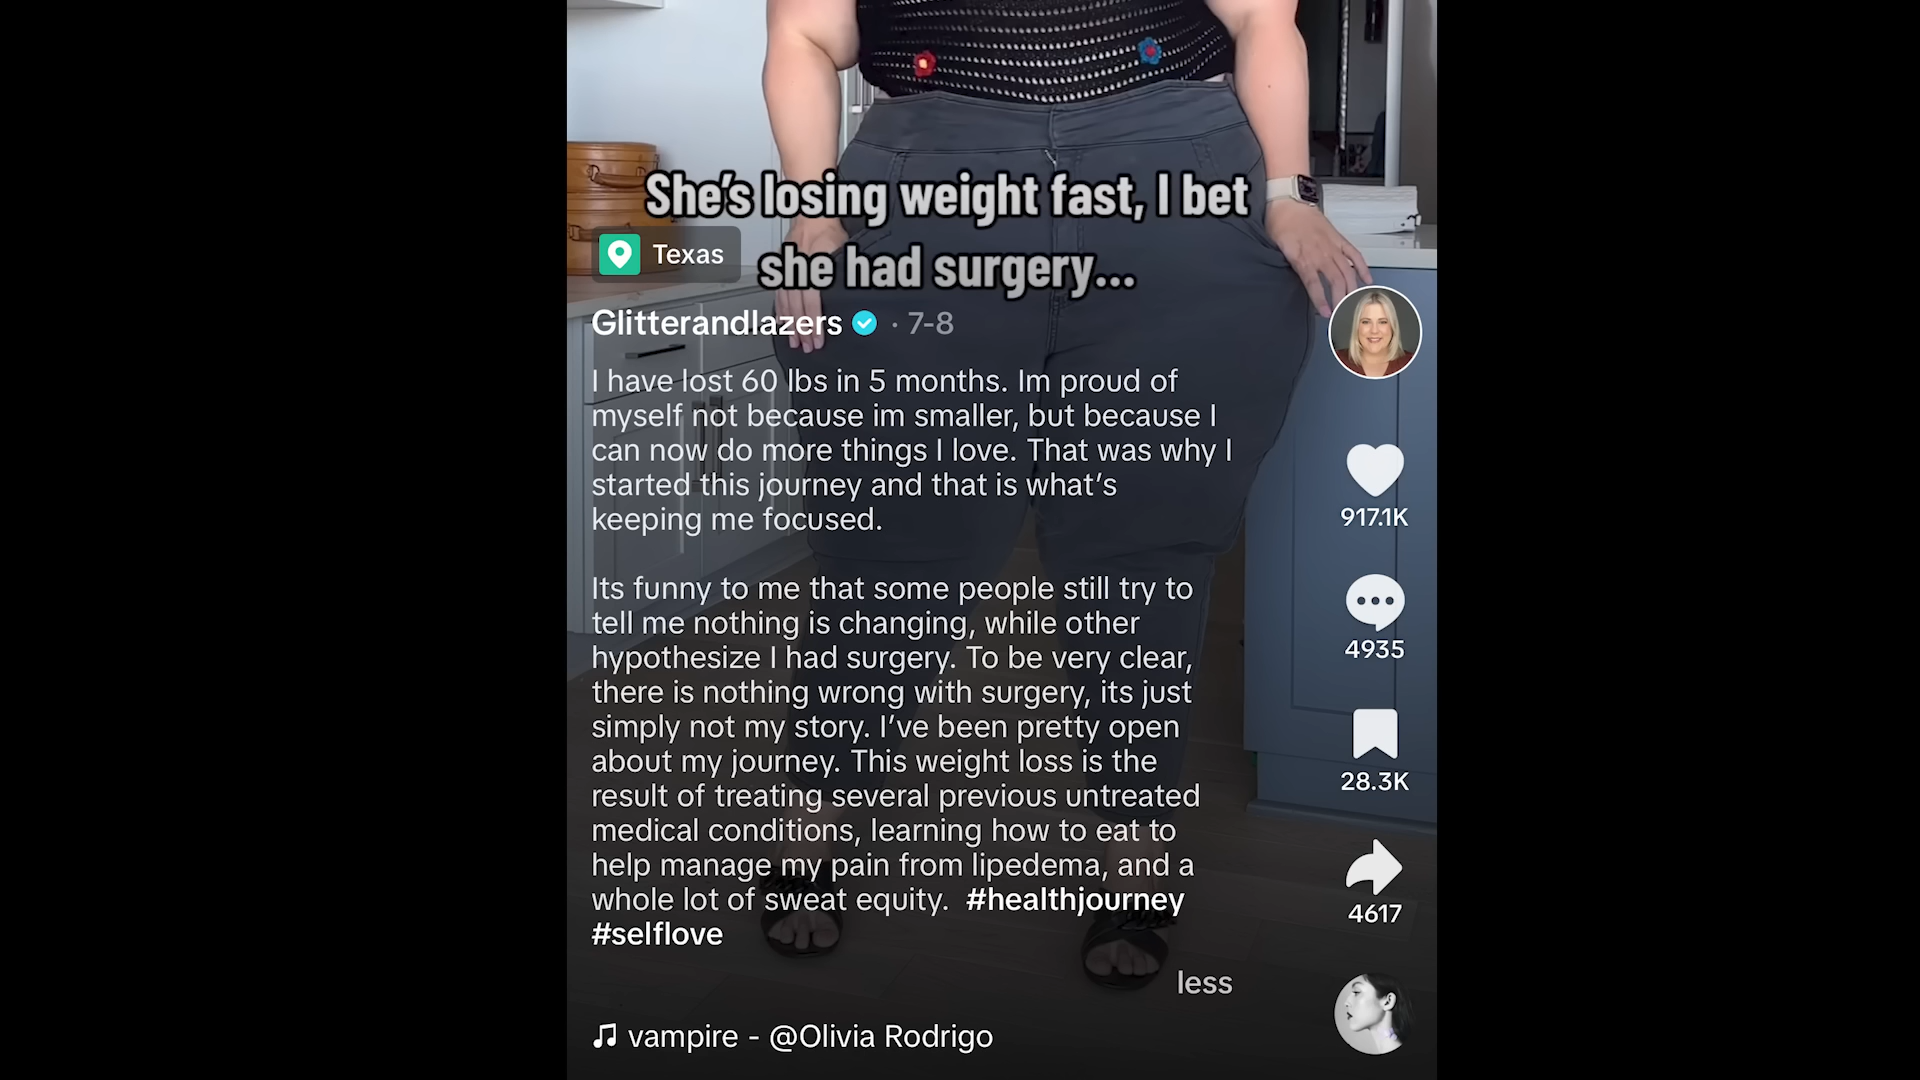 She's losing weight fast, I bet
she had surgery...
Texas
Glitterandlazers · 7-8
I have lost 60 lbs in 5 months. Im proud of
myself not because im smaller, but because I
can now do more things I love. That was why I
started this journey and that is what's
keeping me focused.
Its funny to me that some people still try to
tell me nothing is changing, while other
hypothesize I had surgery. To be very clear,
there is nothing wrong with surgery, its just
simply not my story. I've been pretty open
about my journey. This weight loss is the
result of treating several previous untreated
medical conditions, learning how to eat to
help manage my pain from lipedema, and a
whole lot of sweat equity. #healthjourney
#selflove
less
vampire - @Olivia Rodrigo
917.1K
4935
28.3K
4617